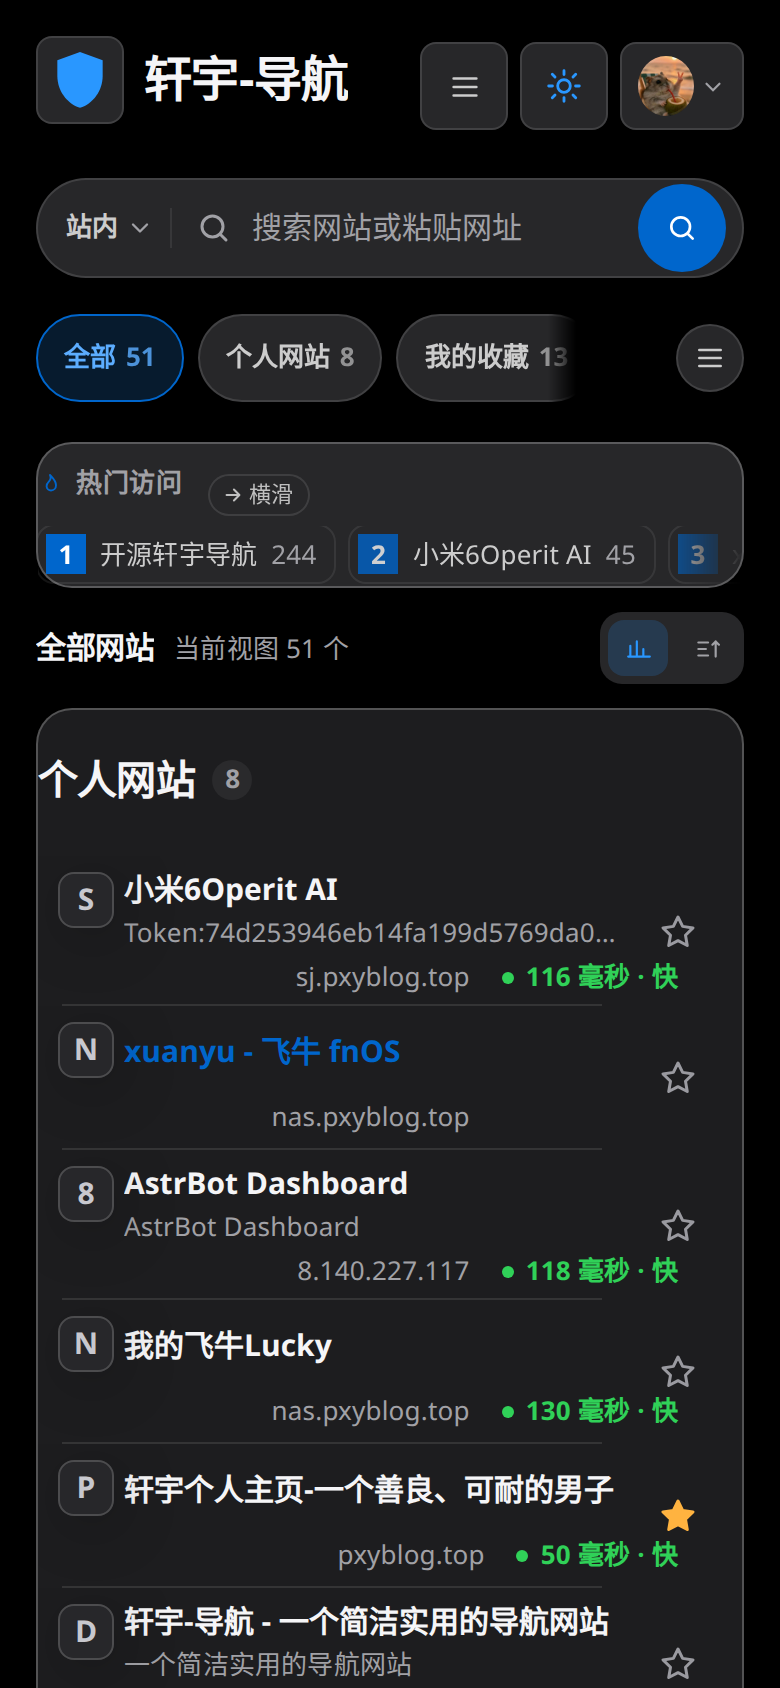 轩宇-导航
站内 搜索网站或粘贴网址
全部 51 个人网站 8 我的收藏 13
热门访问 → 横滑
1 开源轩宇导航 244 2 小米6Operit AI 45 3
全部网站 当前视图 51 个
个人网站 8
S 小米6Operit AI
Token:74d253946eb14fa199d5769da0...
sj.pxyblog.top 116 毫秒 · 快
N xuanyu - 飞牛 fnOS
nas.pxyblog.top
8 AstrBot Dashboard
AstrBot Dashboard
8.140.227.117 118 毫秒 · 快
N 我的飞牛Lucky
nas.pxyblog.top 130 毫秒 · 快
P 轩宇个人主页-一个善良、可耐的男子
pxyblog.top 50 毫秒 · 快
D 轩宇-导航 - 一个简洁实用的导航网站
一个简洁实用的导航网站